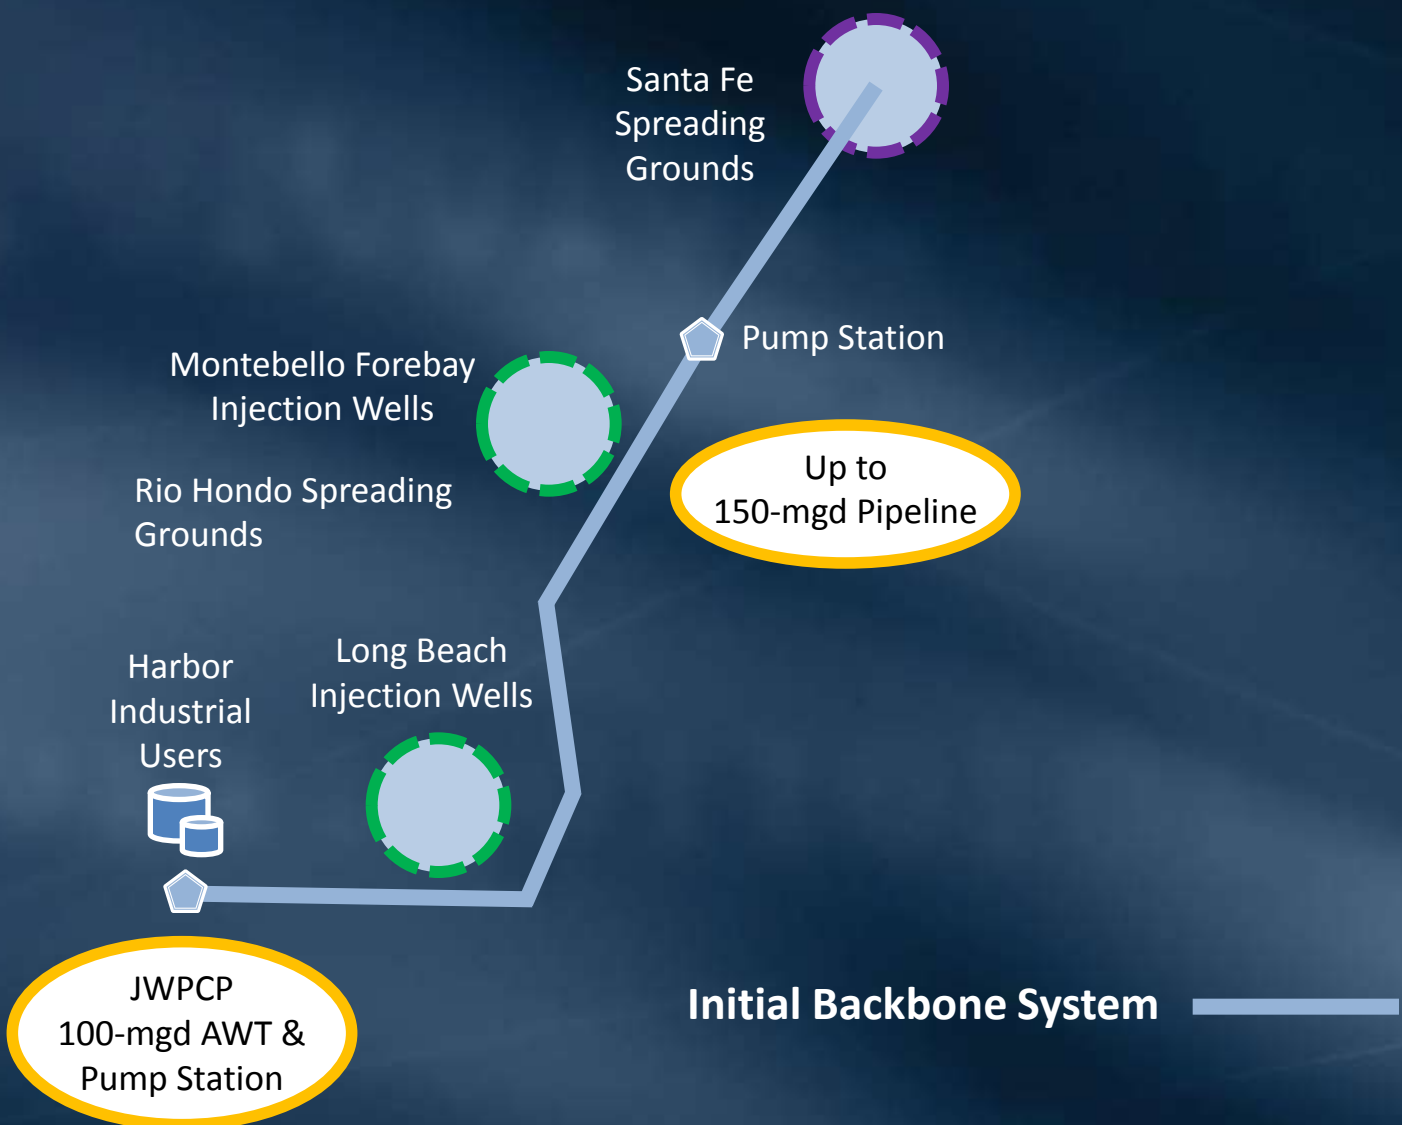 Santa Fe
Spreading
Grounds
Pump Station
Montebello Forebay
Injection Wells
Up to
150-mgd Pipeline
Rio Hondo Spreading
Grounds
Long Beach
Injection Wells
Harbor
Industrial
Users
JWPCP
100-mgd AWT &
Pump Station
Initial Backbone System